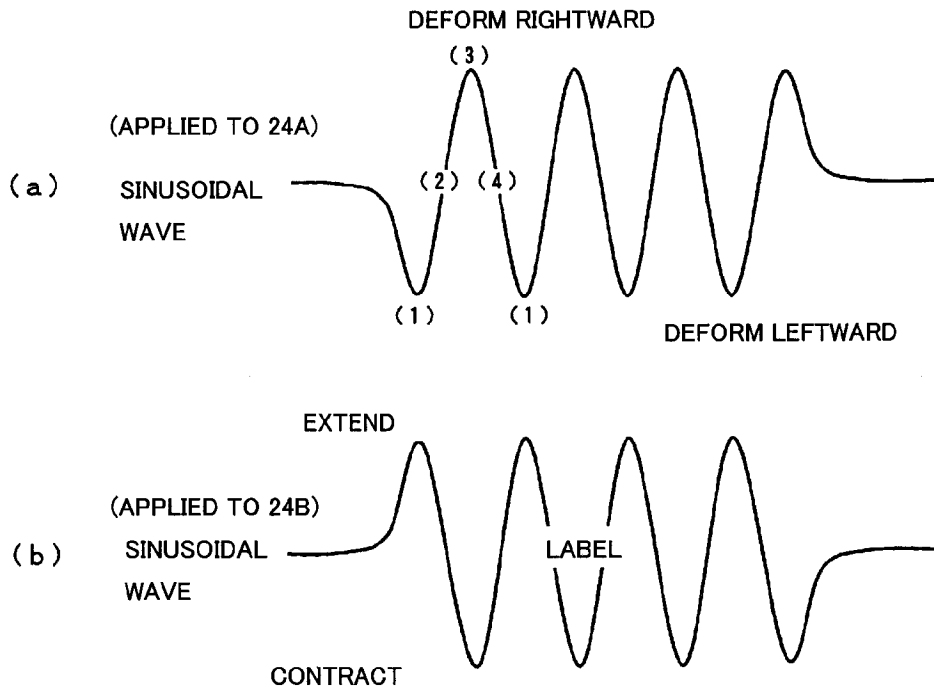 DEFORM RIGHTWARD
(3)
(APPLIED TO 24A)
(a) SINUSOIDAL WAVE
(2) (4)
(1) (1)
DEFORM LEFTWARD
EXTEND
(APPLIED TO 24B)
(b) SINUSOIDAL WAVE
LABEL
CONTRACT